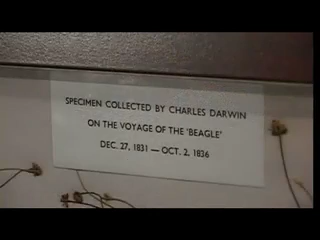 SPECIMEN COLLECTED BY CHARLES DARWIN
ON THE VOYAGE OF THE 'BEAGLE'
DEC. 27, 1831 — OCT. 2, 1836